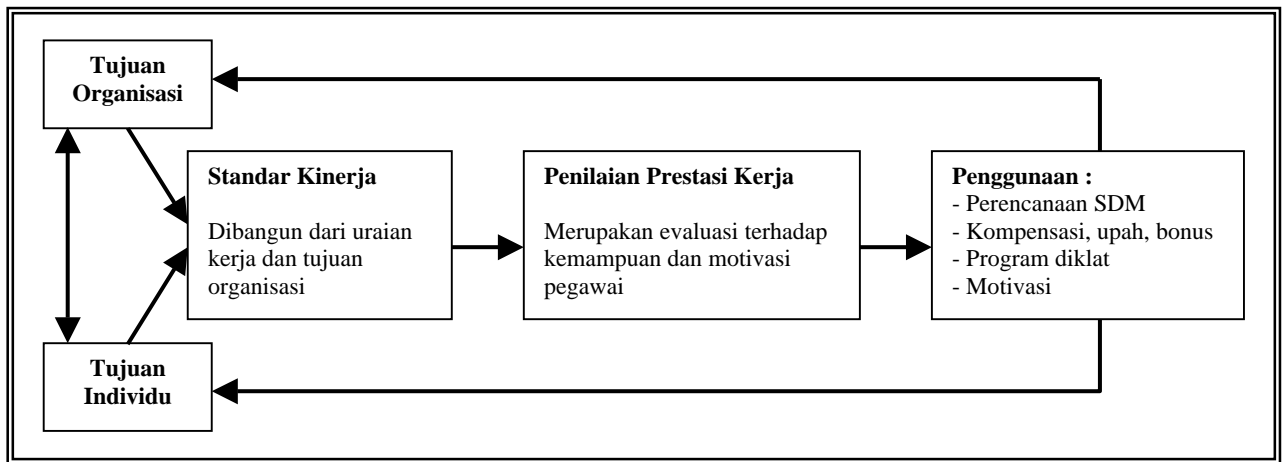 Tujuan
Organisasi
Standar Kinerja
Dibangun dari uraian
kerja dan tujuan
organisasi
Penilaian Prestasi Kerja
Merupakan evaluasi terhadap
kemampuan dan motivasi
pegawai
Penggunaan :
- Perencanaan SDM
- Kompensasi, upah, bonus
- Program diklat
- Motivasi
Tujuan
Individu